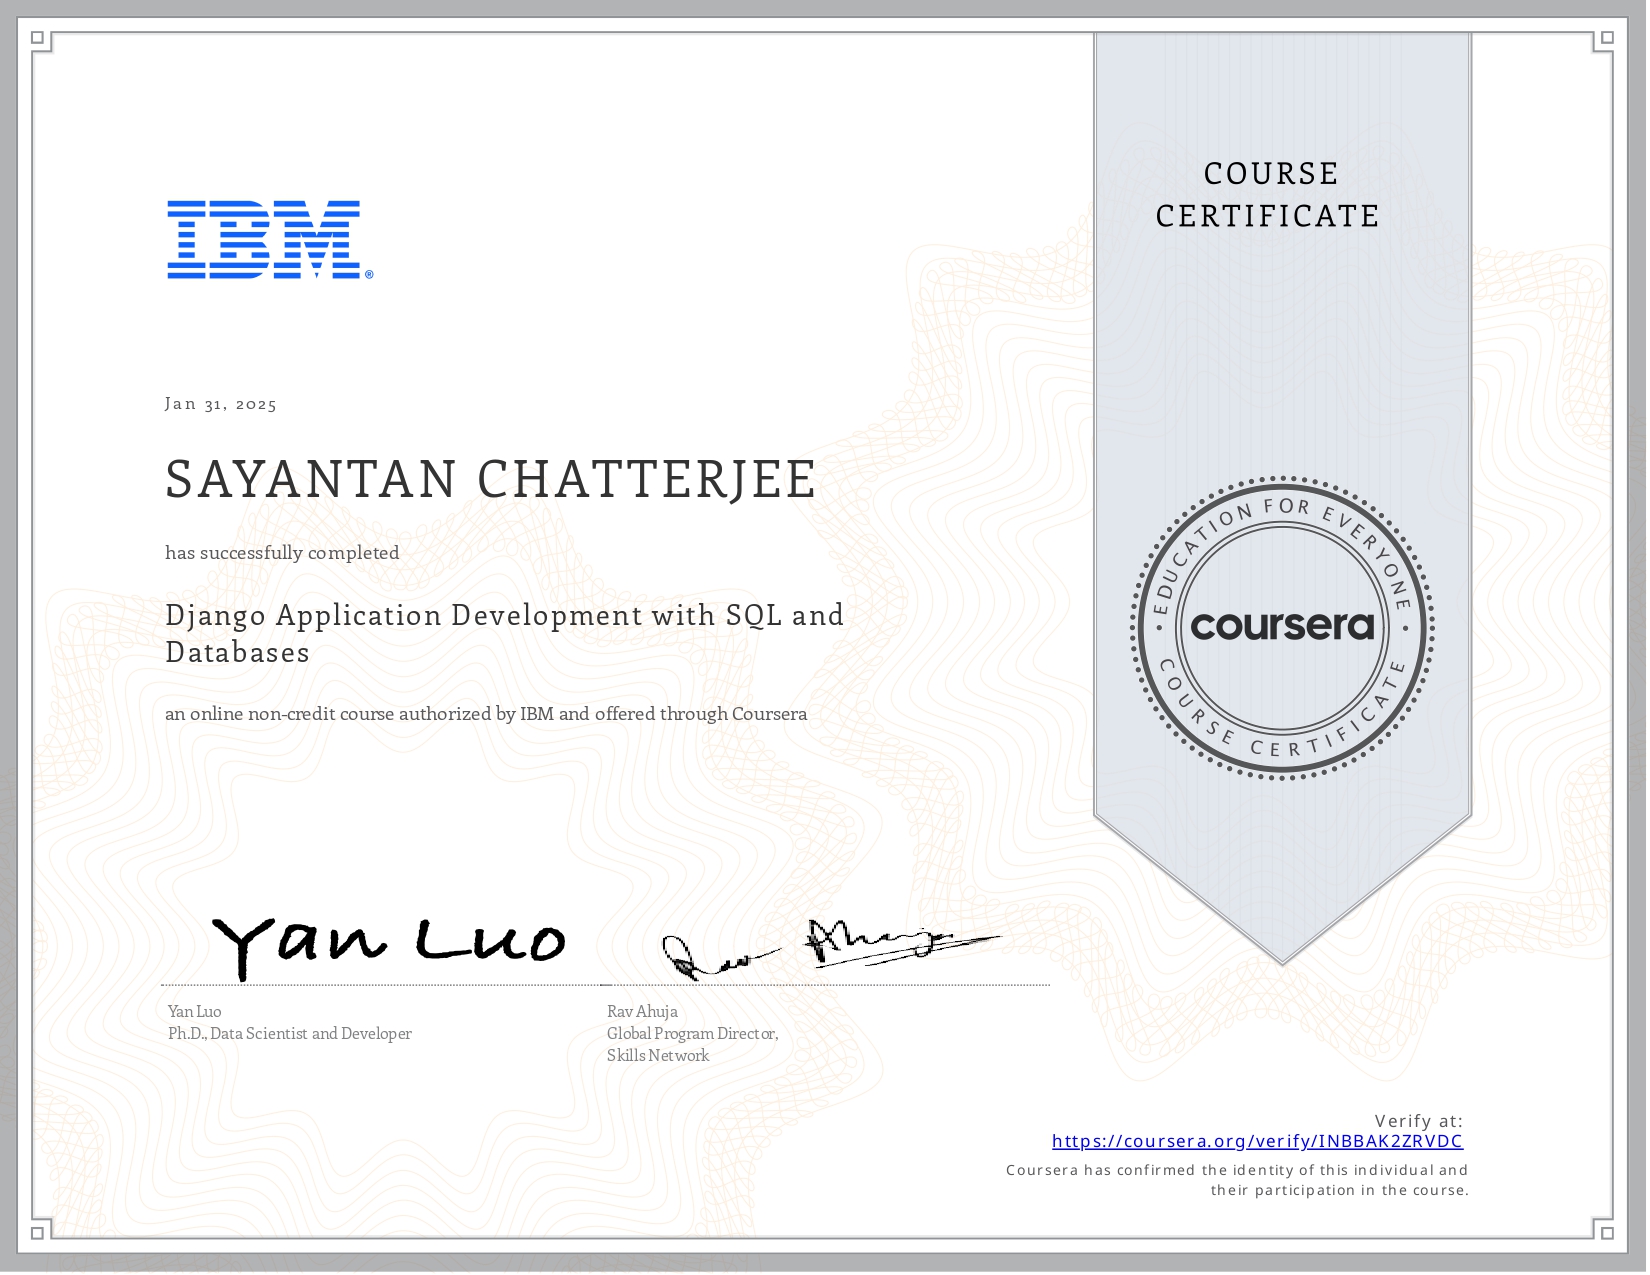 COURSE
CERTIFICATE
IBM®
Jan 31, 2025
SAYANTAN CHATTERJEE
has successfully completed
Django Application Development with SQL and
Databases
an online non-credit course authorized by IBM and offered through Coursera
EDUCATION FOR EVERYONE
coursera
COURSE CERTIFICATE
Yan Luo
Rav Ahuja
Yan Luo
Ph.D., Data Scientist and Developer
Rav Ahuja
Global Program Director,
Skills Network
Verify at:
https://coursera.org/verify/INBBAK2ZRVDC
Coursera has confirmed the identity of this individual and
their participation in the course.